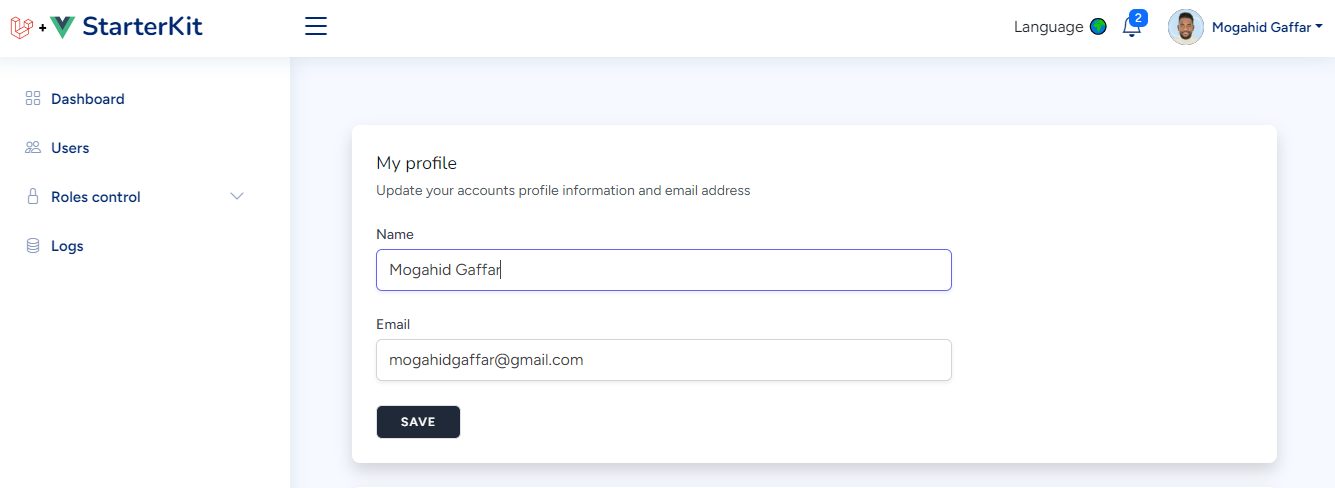 + StarterKit
Language
2
Mogahid Gaffar
Dashboard
Users
Roles control
Logs
My profile
Update your accounts profile information and email address
Name
Mogahid Gaffar
Email
mogahidgaffar@gmail.com
SAVE